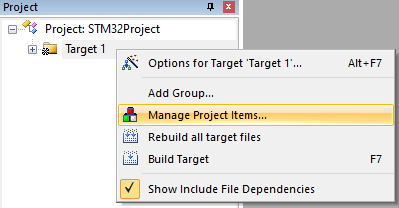 Project
Project: STM32Project
Target 1
Options for Target 'Target 1'... Alt+F7
Add Group...
Manage Project Items...
Rebuild all target files
Build Target F7
Show Include File Dependencies